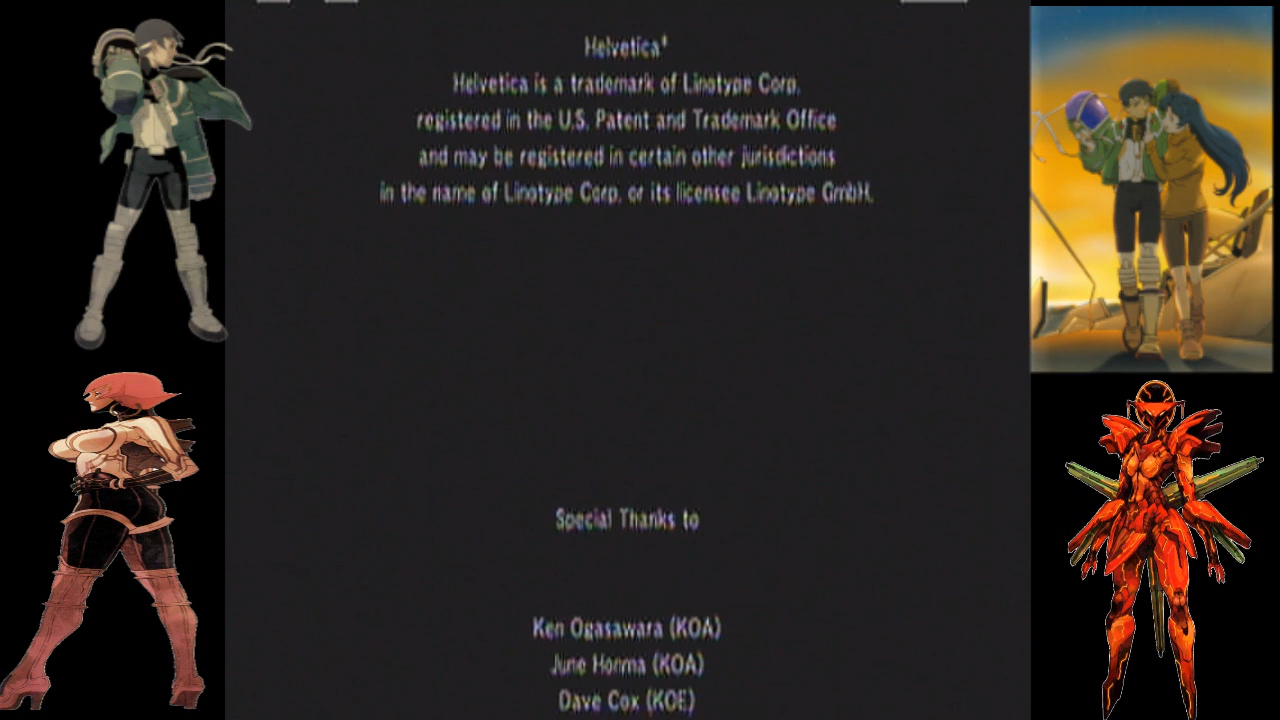 Helvetica®
Helvetica is a trademark of Linotype Corp.
registered in the U.S. Patent and Trademark Office
and may be registered in certain other jurisdictions
in the name of Linotype Corp. or its licensee Linotype GmbH.
Special Thanks to
Ken Ogasawara (KOA)
June Honma (KOA)
Dave Cox (KOE)